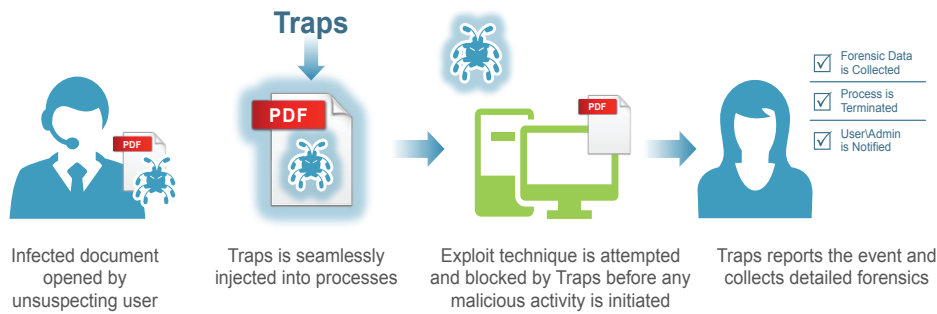 Traps
PDF
PDF
PDF
Forensic Data
is Collected
Process is
Terminated
User\Admin
is Notified
Infected document
opened by
unsuspecting user
Traps is seamlessly
injected into processes
Exploit technique is attempted
and blocked by Traps before any
malicious activity is initiated
Traps reports the event and
collects detailed forensics